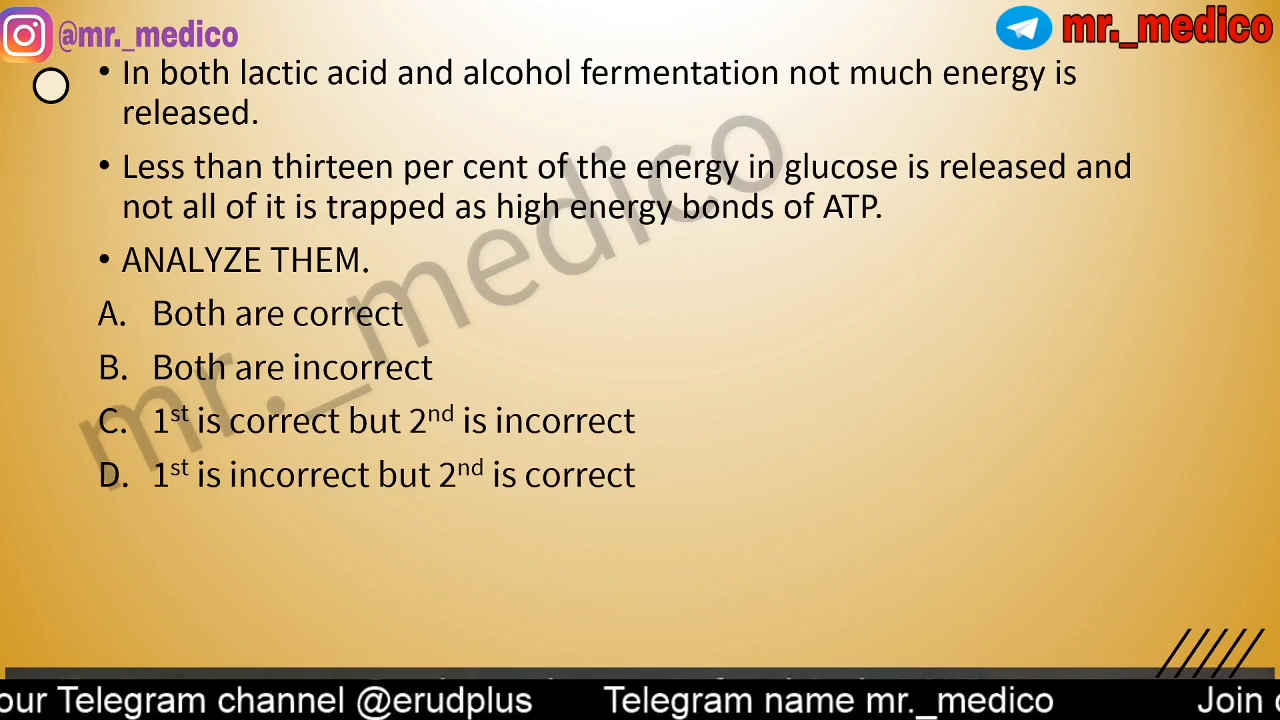 @mr._medico
mr._medico
• In both lactic acid and alcohol fermentation not much energy is
released.
• Less than thirteen per cent of the energy in glucose is released and
not all of it is trapped as high energy bonds of ATP.
• ANALYZE THEM.
A. Both are correct
B. Both are incorrect
C. 1st is correct but 2nd is incorrect
D. 1st is incorrect but 2nd is correct
mr._medico
our Telegram channel @erudplus Telegram name mr._medico Join